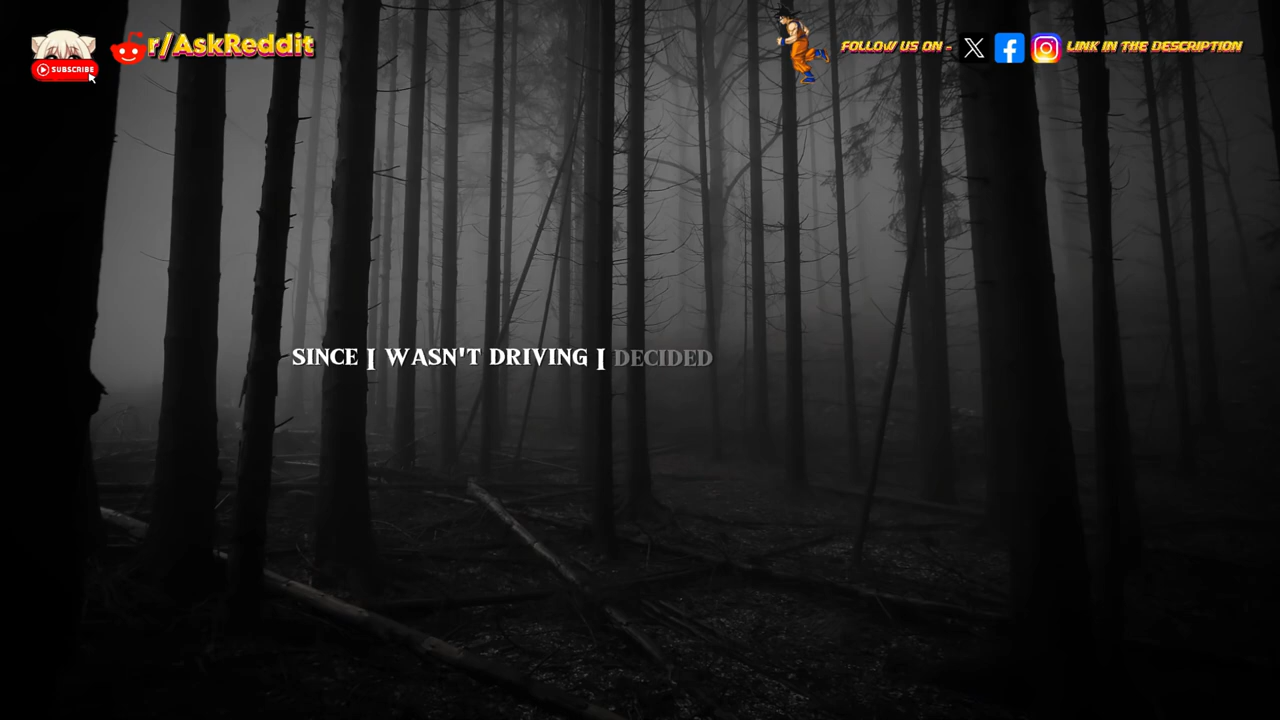 r/AskReddit
SUBSCRIBE
FOLLOW US ON -
LINK IN THE DESCRIPTION
SINCE I WASN'T DRIVING I DECIDED